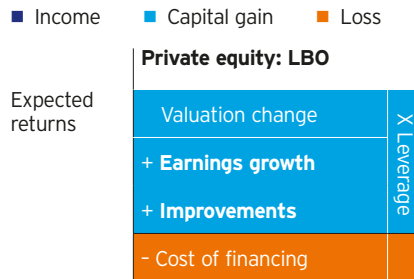 Income Capital gain Loss
Private equity: LBO
Expected
returns
Valuation change
+ Earnings growth
+ Improvements
X Leverage
- Cost of financing